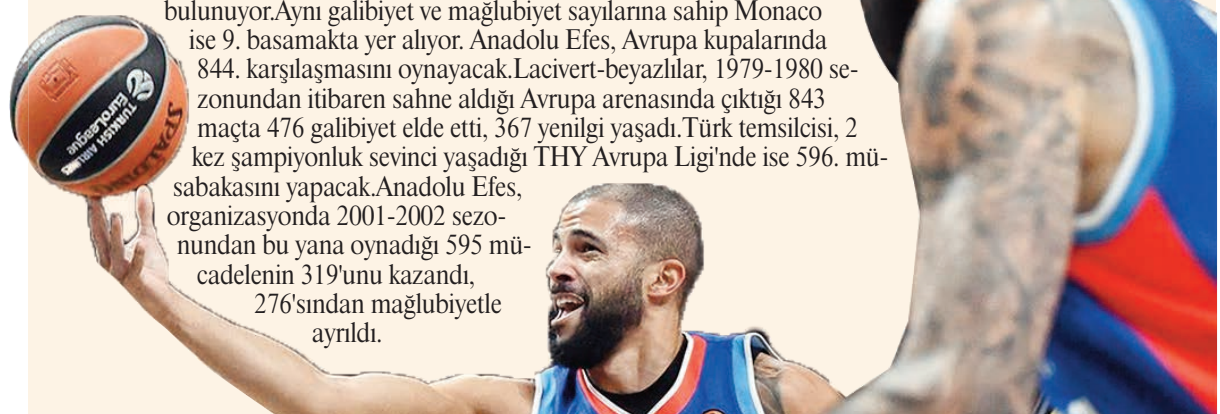 bulunuyor.Aynı galibiyet ve mağlubiyet sayılarına sahip Monaco
ise 9. basamakta yer alıyor. Anadolu Efes, Avrupa kupalarında
844. karşılaşmasını oynayacak.Lacivert-beyazlılar, 1979-1980 se-
zonundan itibaren sahne aldığı Avrupa arenasında çıktığı 843
maçta 476 galibiyet elde etti, 367 yenilgi yaşadı.Türk temsilcisi, 2
kez şampiyonluk sevinci yaşadığı THY Avrupa Ligi'nde ise 596. mü-
sabakasını yapacak.Anadolu Efes,
organizasyonda 2001-2002 sezo-
nundan bu yana oynadığı 595 mü-
cadelenin 319'unu kazandı,
276'sından mağlubiyetle
ayrıldı.
TURKISH AIRL
EuroLeague
SPALDING